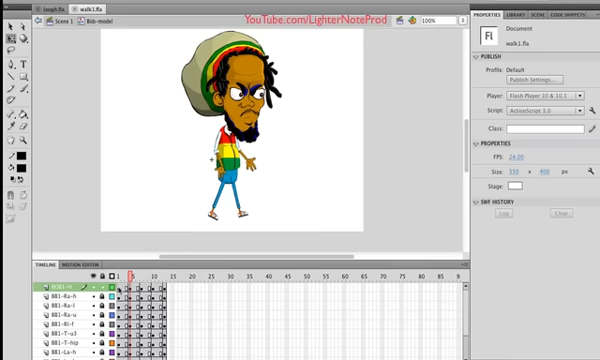 laugh.fla
walk1.fla
Scene 1
Bob-model
YouTube.com/LighterNoteProd
100%
PROPERTIES
LIBRARY
SCENE
CODE SNIPPETS
Fl
Document
walk1.fla
PUBLISH
Profile: Default
Publish Settings...
Player: Flash Player 10 & 10.1
Script: ActionScript 3.0
Class:
PROPERTIES
FPS: 24.00
Size: 550 x 400 px
Stage:
SWF HISTORY
Log
Clear
TIMELINE
MOTION EDITOR
1 5 10 15 20 25 30 35 40 45 50 55 60 65 70 75 80 85 9
BB1-Ra-h
BB1-Ra-l
BB1-Ra-u
BB1-Rl-f
BB1-T-u3
BB1-T-hip
BB1-La-h